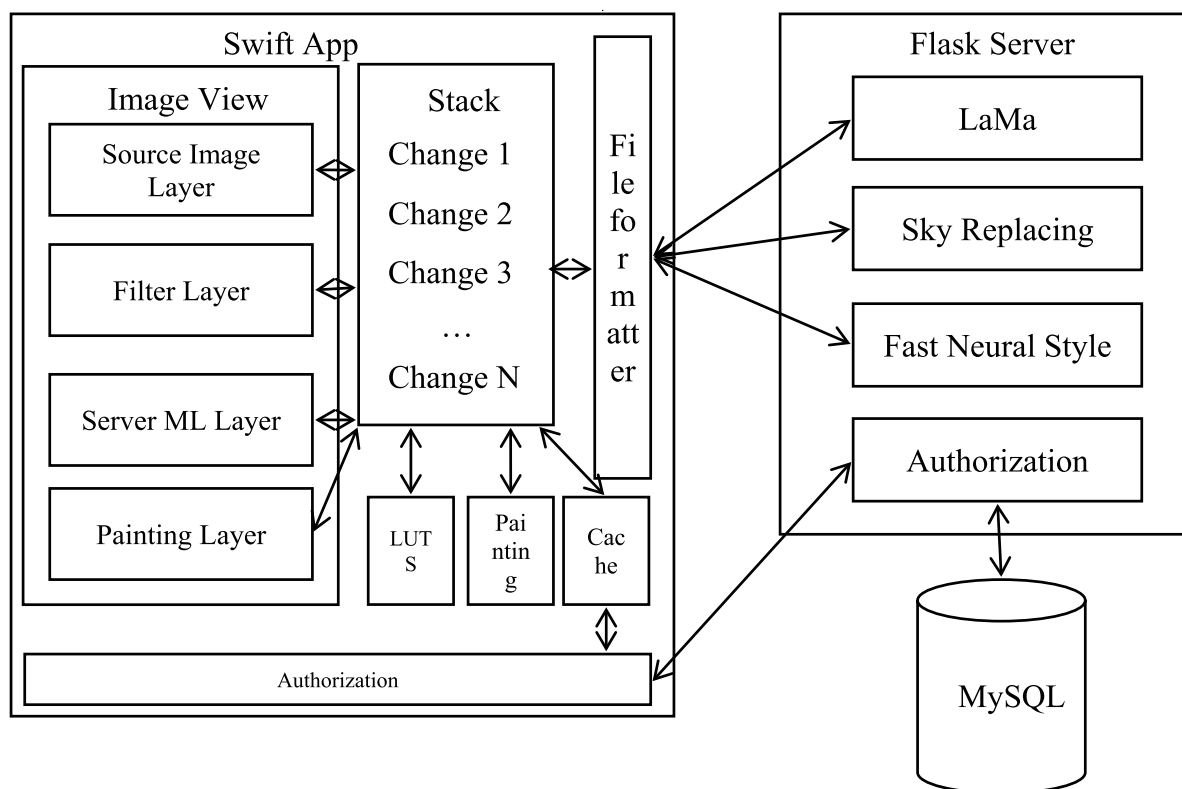 Swift App
Image View
Source Image
Layer
Filter Layer
Server ML Layer
Painting Layer
Stack
Change 1
Change 2
Change 3
…
Change N
Fi
le
fo
r
m
att
er
LUT
S
Pai
ntin
g
Cac
he
Authorization
Flask Server
LaMa
Sky Replacing
Fast Neural Style
Authorization
MySQL